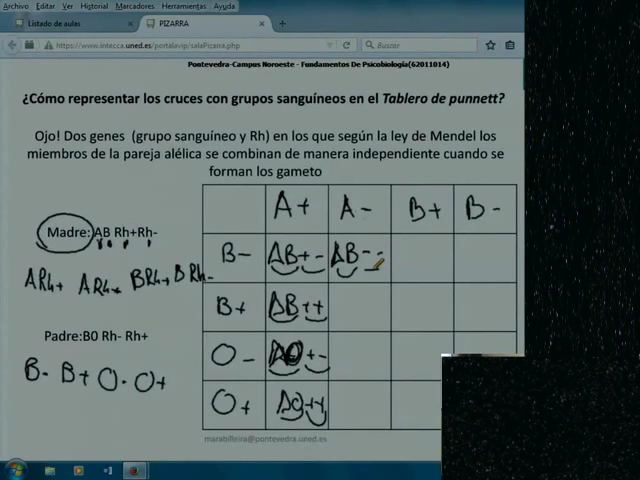 Archivo Editar Ver Historial Marcadores Herramientas Ayuda
Listado de aulas × PIZARRA × +
https://www.intecca.uned.es/portalavip/salaPizarra.php Buscar
Pontevedra-Campus Noroeste - Fundamentos De Psicobiología(62011014)
¿Cómo representar los cruces con grupos sanguíneos en el Tablero de punnett?
Ojo! Dos genes (grupo sanguíneo y Rh) en los que según la ley de Mendel los
miembros de la pareja alélica se combinan de manera independiente cuando se
forman los gameto
A+ A- B+ B-
Madre: AB Rh+Rh-
B- AB+- AB--
ARh+ ARh- BRh+ BRh-
B+ AB++
Padre:B0 Rh- Rh+
O- AO+-
B- B+ O- O+
O+ AO++
marabilleira@pontevedra.uned.es